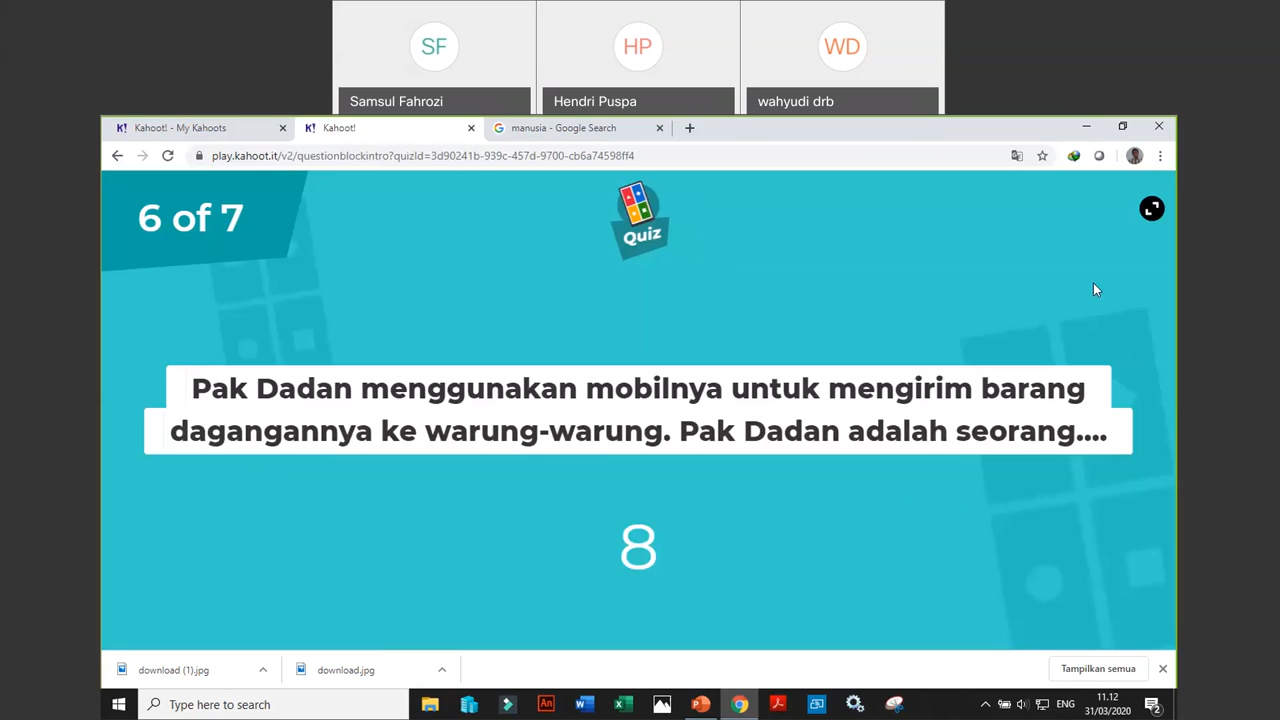 SF
HP
WD
Samsul Fahrozi
Hendri Puspa
wahyudi drb
K! Kahoot! - My Kahoots
K! Kahoot!
G manusia - Google Search
play.kahoot.it/v2/questionblockintro?quizId=3d90241b-939c-457d-9700-cb6a74598ff4
6 of 7
Quiz
Pak Dadan menggunakan mobilnya untuk mengirim barang
dagangannya ke warung-warung. Pak Dadan adalah seorang....
8
download (1).jpg
download.jpg
Tampilkan semua
Type here to search
An
ENG
11.12
31/03/2020
2